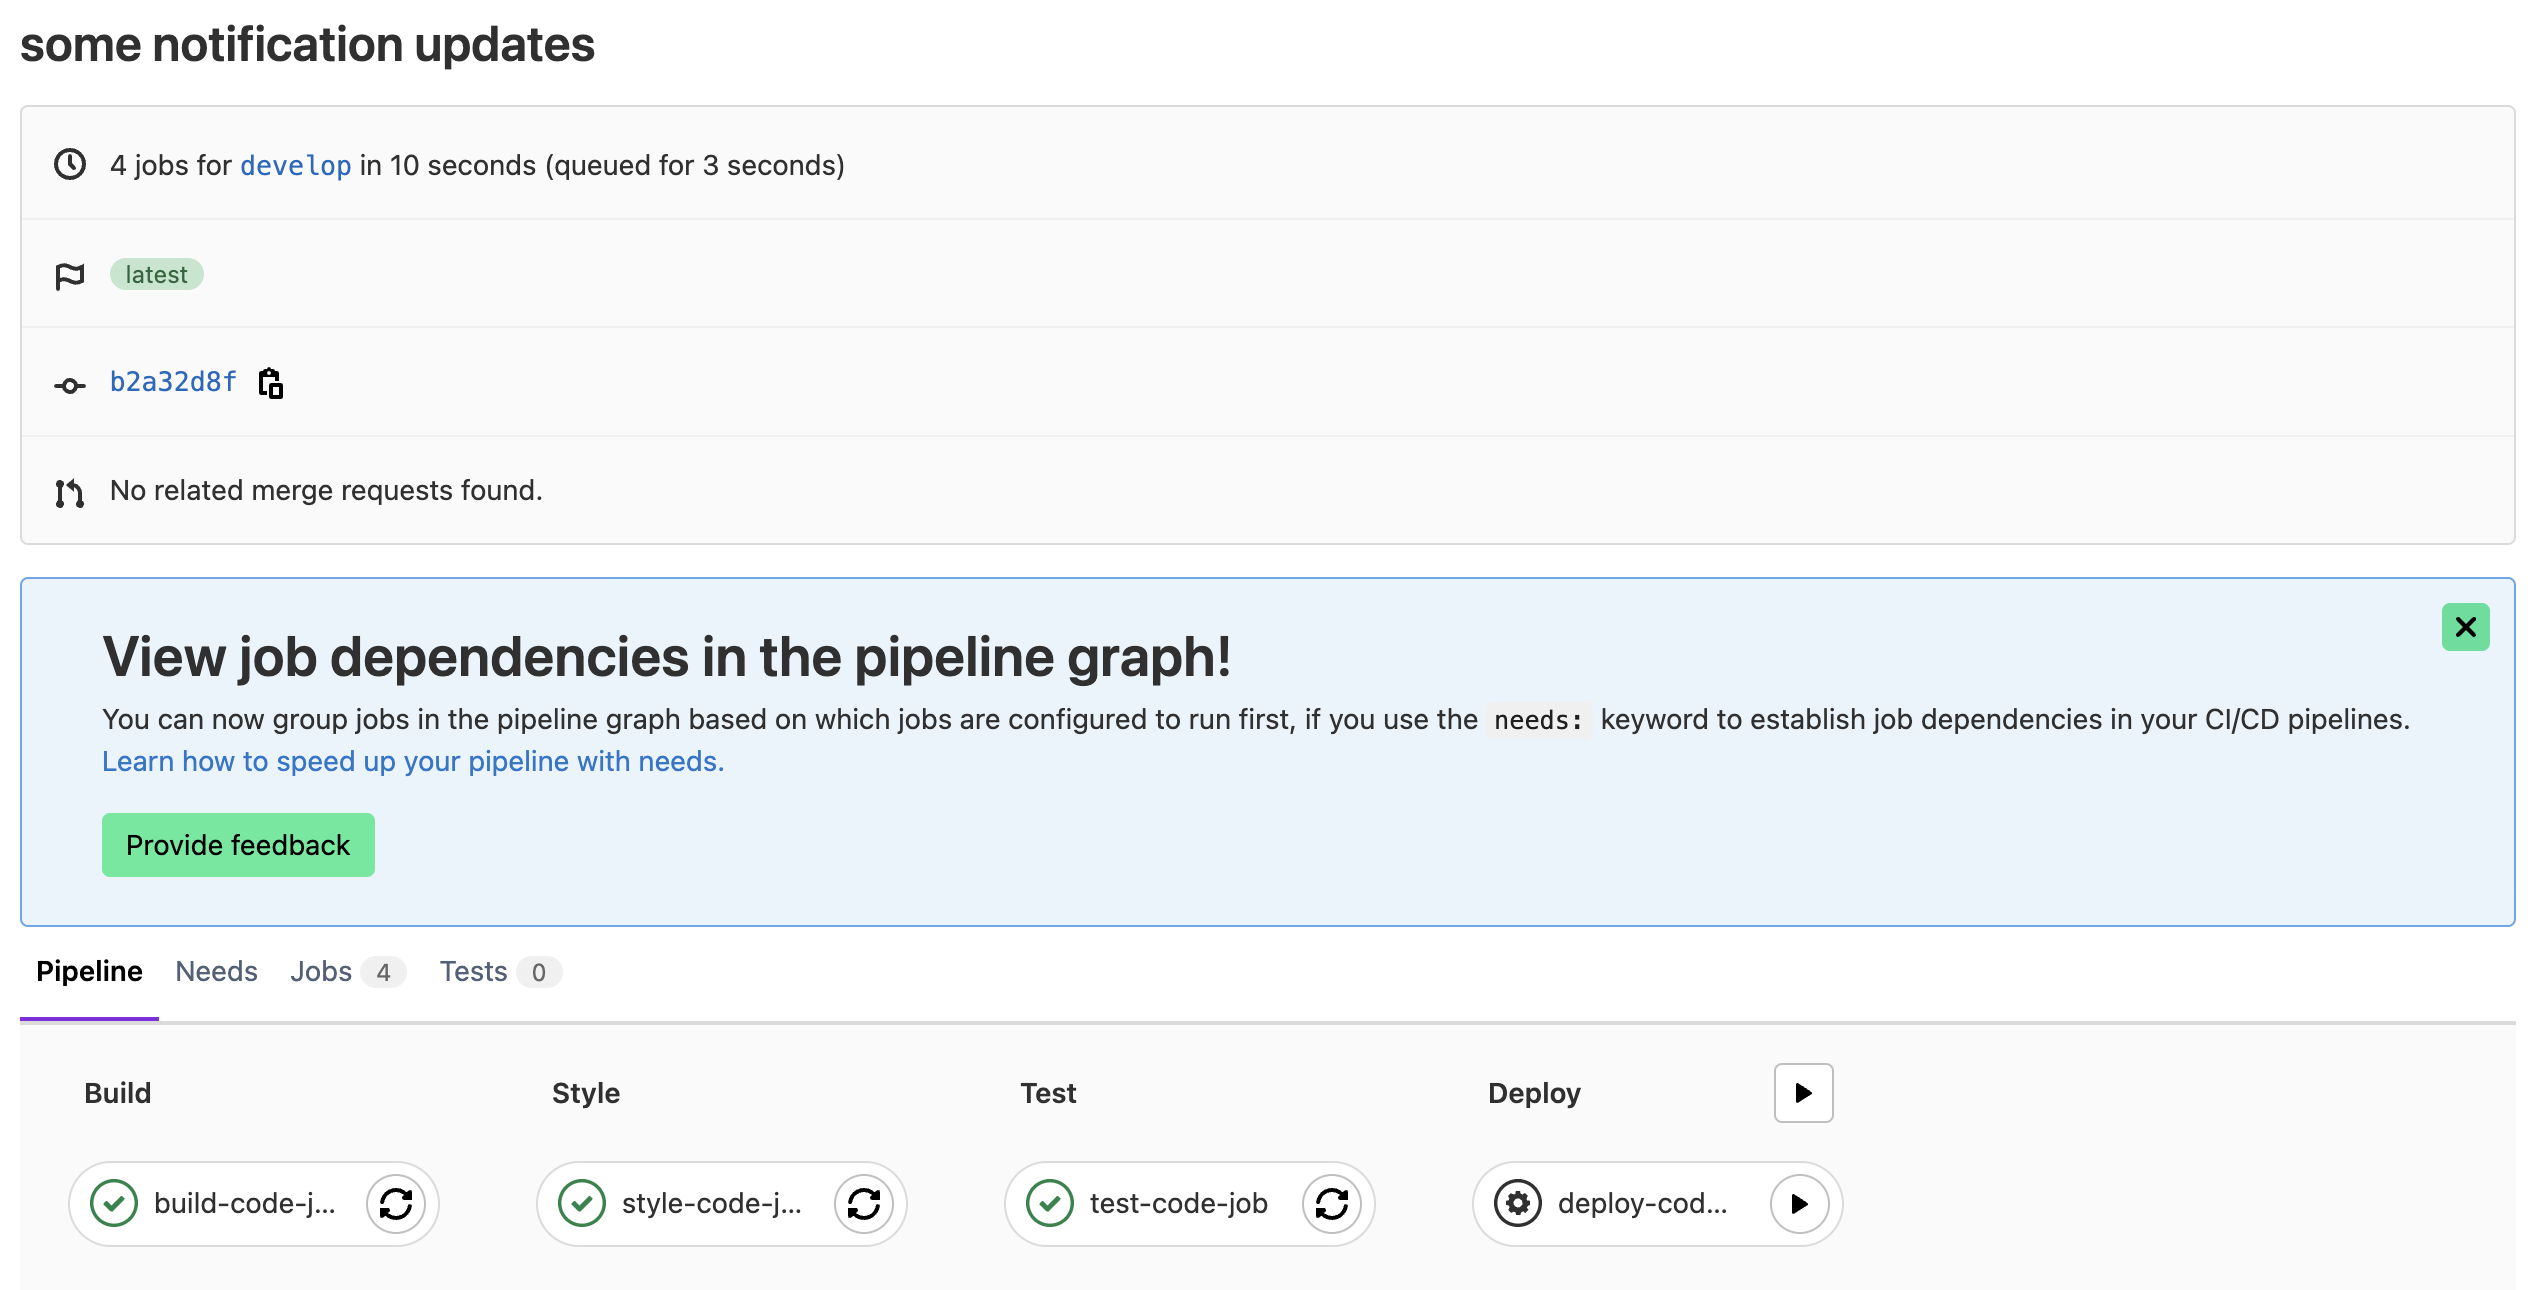 some notification updates
4 jobs for develop in 10 seconds (queued for 3 seconds)
latest
b2a32d8f
No related merge requests found.
View job dependencies in the pipeline graph!
You can now group jobs in the pipeline graph based on which jobs are configured to run first, if you use the needs: keyword to establish job dependencies in your CI/CD pipelines.
Learn how to speed up your pipeline with needs.
Provide feedback
Pipeline Needs Jobs 4 Tests 0
Build Style Test Deploy
build-code-j... style-code-j... test-code-job deploy-cod...